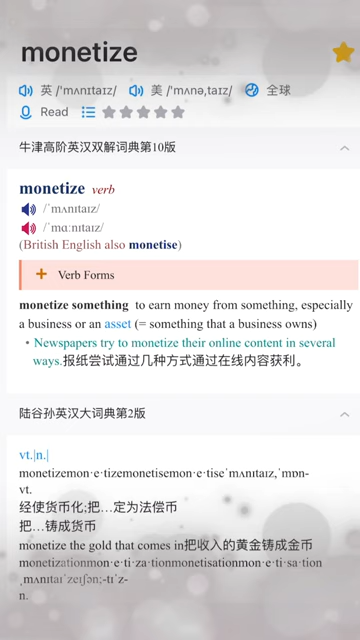 monetize
英 /'mʌnɪtaɪz/ 美 /'mʌnəˌtaɪz/ 全球
Read
牛津高阶英汉双解词典第10版
monetize verb
/ˈmʌnɪtaɪz/
/ˈmɑːnɪtaɪz/
(British English also monetise)
+ Verb Forms
monetize something to earn money from something, especially
a business or an asset (= something that a business owns)
• Newspapers try to monetize their online content in several
ways.报纸尝试通过几种方式通过在线内容获利。
陆谷孙英汉大词典第2版
vt.|n.|
monetizemon·e·tizemonetisemon·e·tiseˈmʌnɪtaɪz,ˈmɒn-
vt.
经使货币化;把…定为法偿币
把…铸成货币
monetize the gold that comes in把收入的黄金铸成金币
monetizationmon·e·ti·za·tionmonetisationmon·e·ti·sa·tion
ˌmʌnɪtaɪˈzeɪʃən;-tɪˈz-
n.